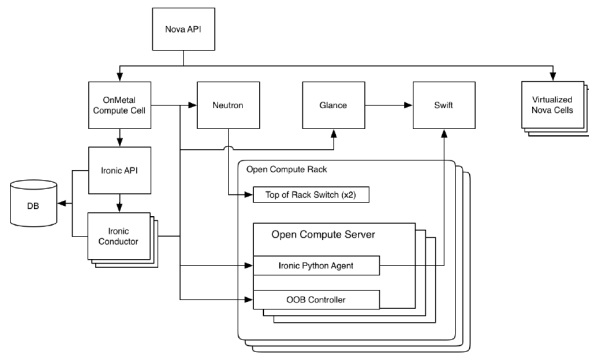 Nova API
OnMetal
Compute Cell
Neutron
Glance
Swift
Virtualized
Nova Cells
Ironic API
Open Compute Rack
DB
Top of Rack Switch (x2)
Ironic
Conductor
Open Compute Server
Ironic Python Agent
OOB Controller